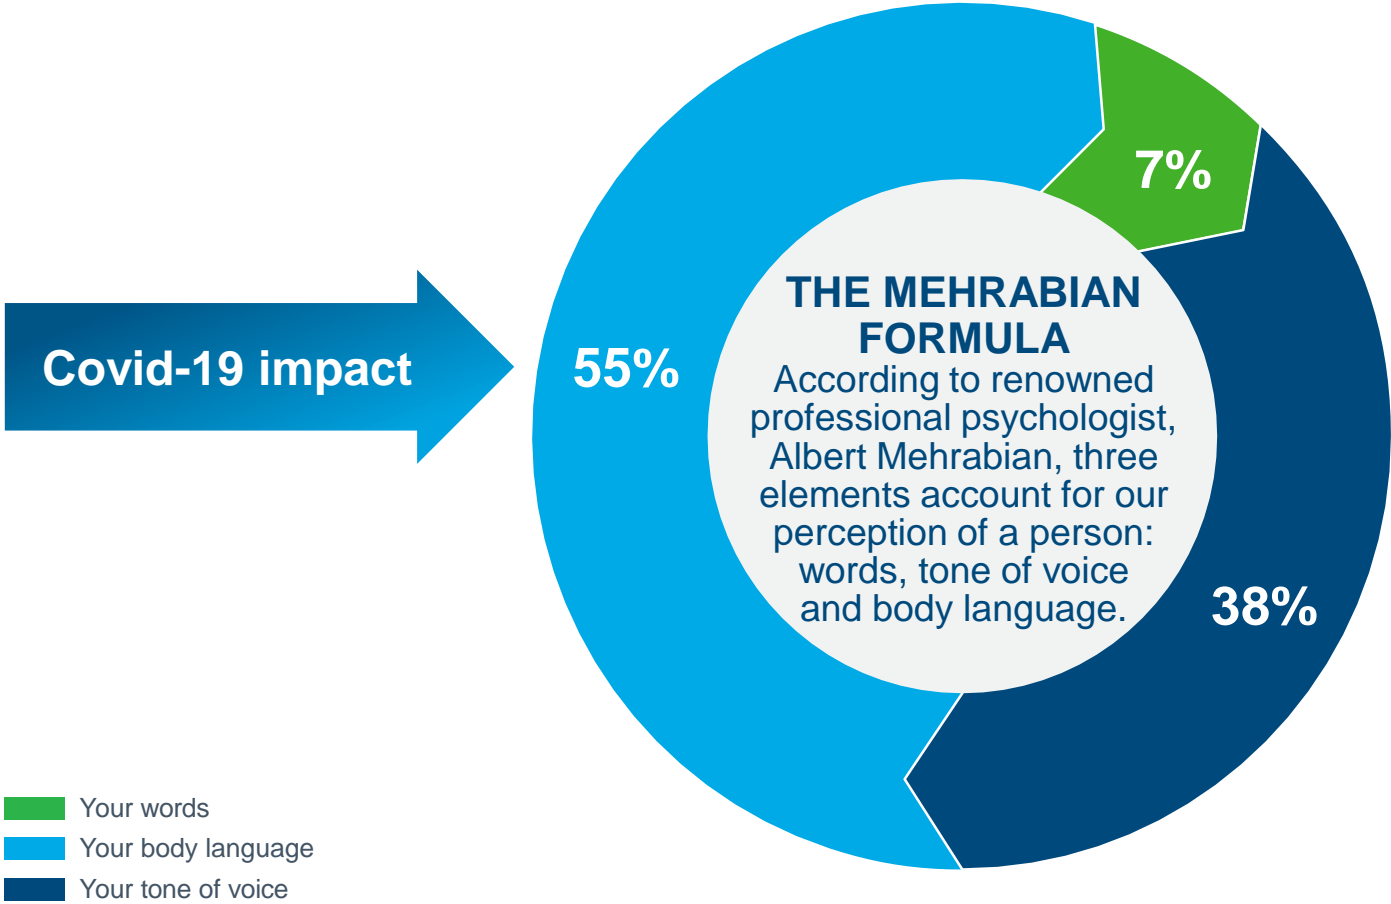 7%
THE MEHRABIAN
FORMULA
According to renowned
professional psychologist,
Albert Mehrabian, three
elements account for our
perception of a person:
words, tone of voice
and body language.
Covid-19 impact
55%
38%
Your words
Your body language
Your tone of voice